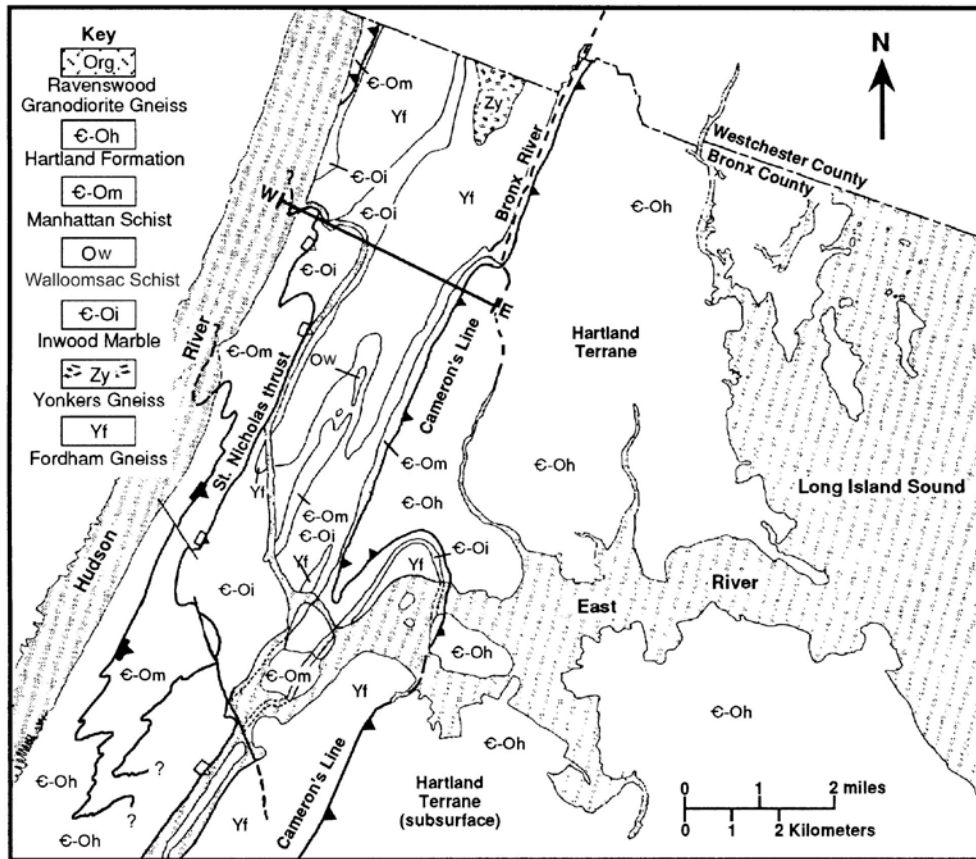 Key
Org
Ravenswood
Granodiorite Gneiss
Є-Oh
Hartland Formation
Є-Om
Manhattan Schist
Ow
Walloomsac Schist
Є-Oi
Inwood Marble
Zy
Yonkers Gneiss
Yf
Fordham Gneiss
Є-Om
Yf
Zy
N
Westchester County
Bronx County
Bronx River
Є-Oi
Yf
Є-Oh
?
W
Є-Oi
Є-Oi
E
Hartland
Terrane
Є-Om
Ow
Hudson River
St. Nicholas thrust
Cameron's Line
Є-Om
Є-Oh
Yf
Є-Oh
Long Island Sound
Є-Om
Є-Oi
Yf
Є-Oi
Yf
Є-Oi
East River
Є-Oh
Є-Om
Є-Om
Yf
Є-Oh
Є-Oh
Є-Oh
?
Hartland
Terrane
(subsurface)
Cameron's Line
Yf
?
Є-Oh
0 1 2 miles
0 1 2 Kilometers